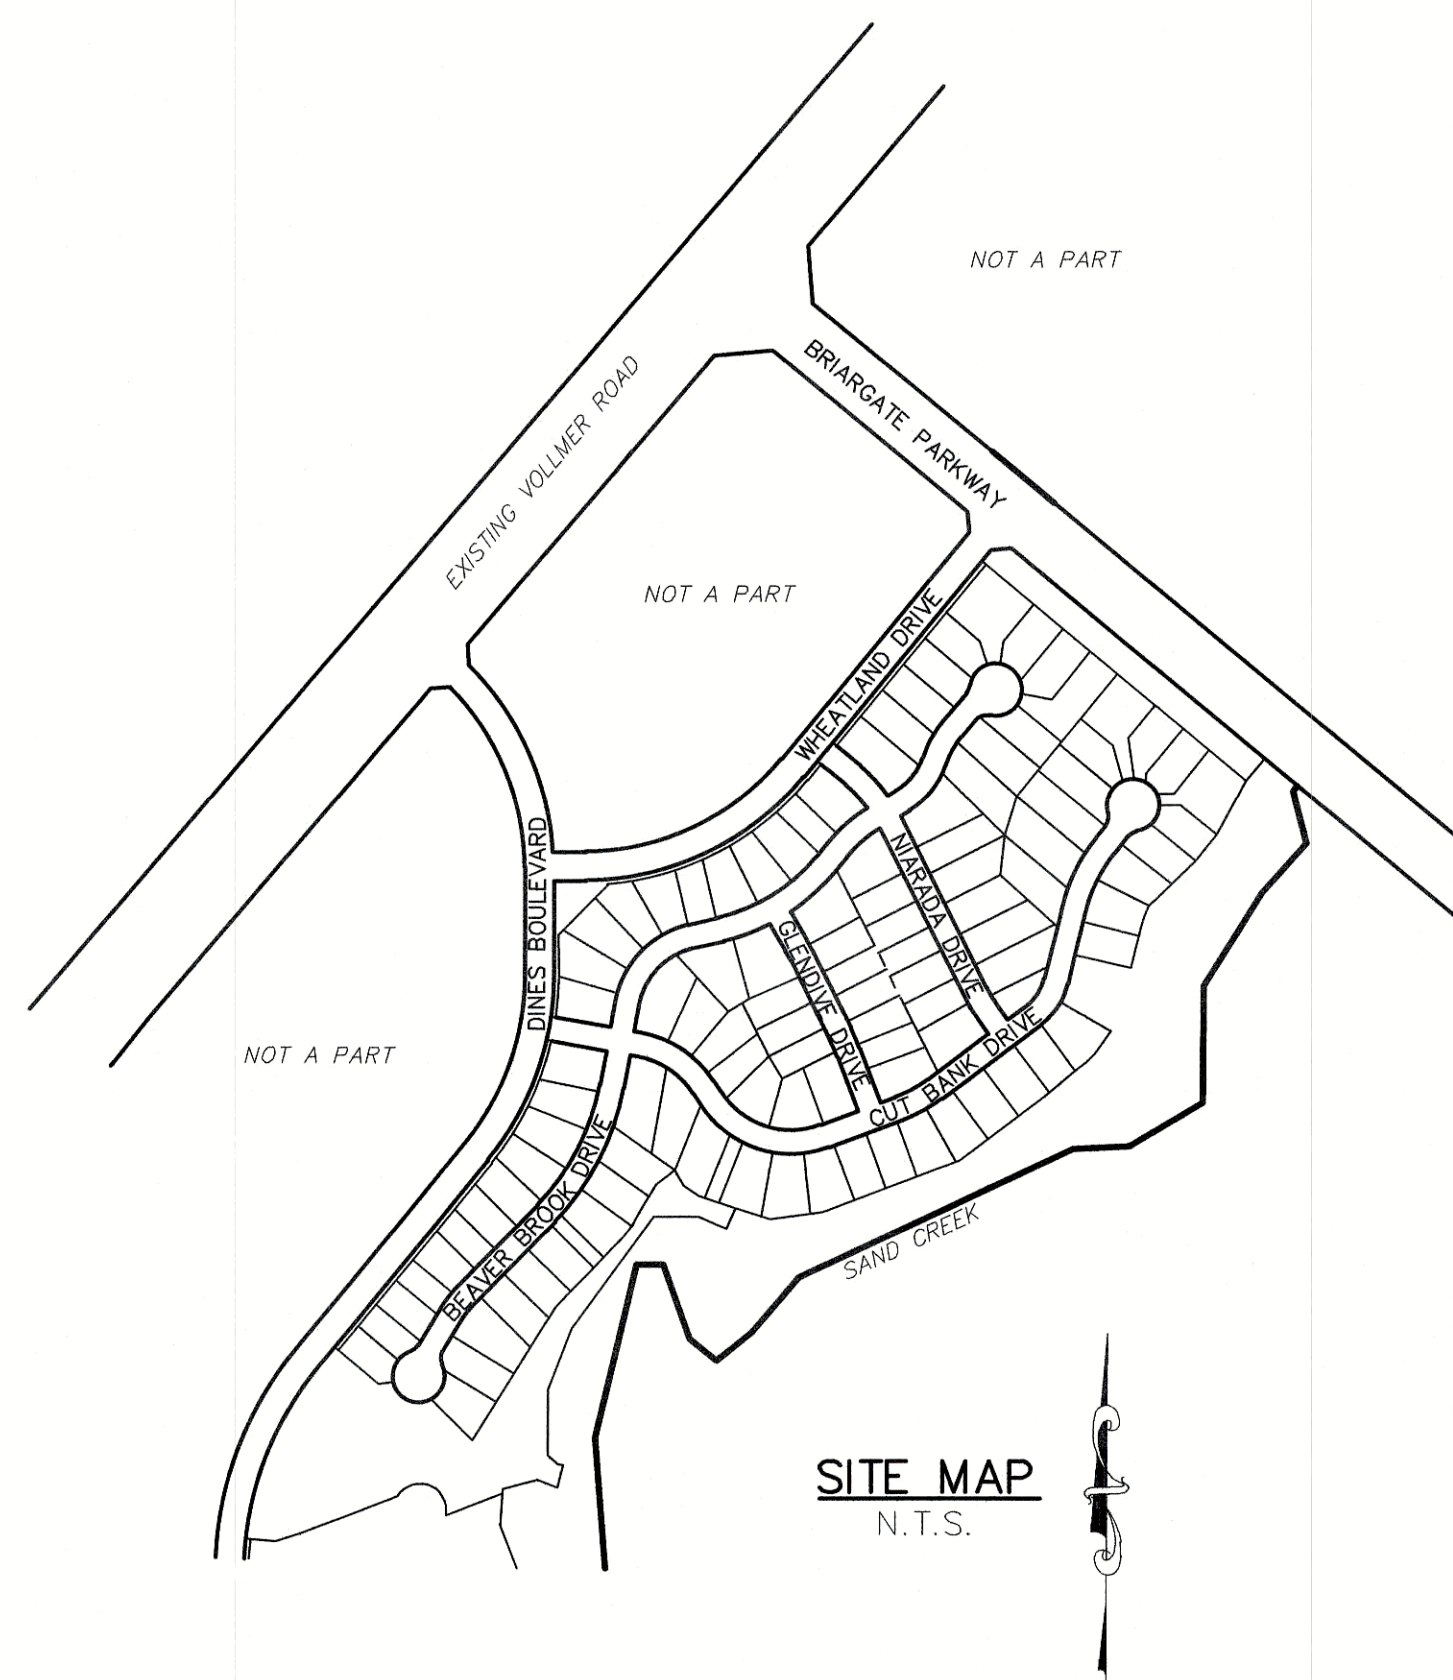 NOT A PART
BRIARGATE PARKWAY
EXISTING VOLLMER ROAD
NOT A PART
WHEATLAND DRIVE
DINES BOULEVARD
NIARADA DRIVE
GLENDIVE DRIVE
NOT A PART
CUT BANK DRIVE
BEAVER BROOK DRIVE
SAND CREEK
SITE MAP
N.T.S.